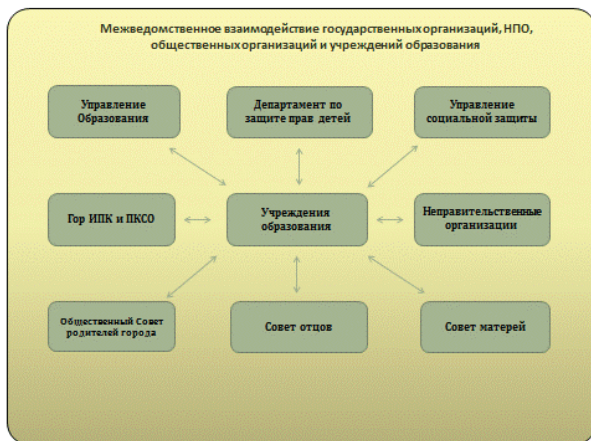 Межведомственное взаимодействие государственных организаций, НПО,
общественных организаций и учреждений образования
Управление
Образования
Департамент по
защите прав детей
Управление
социальной защиты
Гор ИПК и ПКСО
Учреждения
образования
Неправительственные
организации
Общественный Совет
родителей города
Совет отцов
Совет матерей